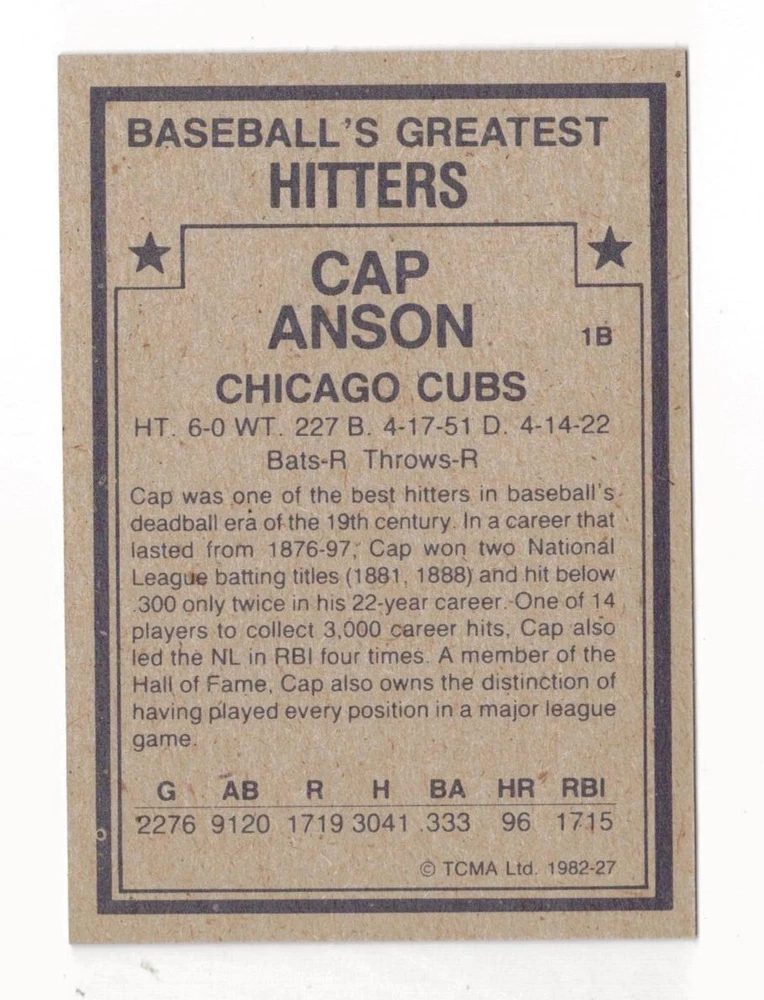 BASEBALL'S GREATEST
HITTERS
CAP
ANSON
1B
CHICAGO CUBS
HT. 6-0 WT. 227 B. 4-17-51 D. 4-14-22
Bats-R Throws-R
Cap was one of the best hitters in baseball's
deadball era of the 19th century. In a career that
lasted from 1876-97, Cap won two National
League batting titles (1881, 1888) and hit below
.300 only twice in his 22-year career. One of 14
players to collect 3,000 career hits, Cap also
led the NL in RBI four times. A member of the
Hall of Fame, Cap also owns the distinction of
having played every position in a major league
game.
G AB R H BA HR RBI
2276 9120 1719 3041 .333 96 1715
© TCMA Ltd. 1982-27